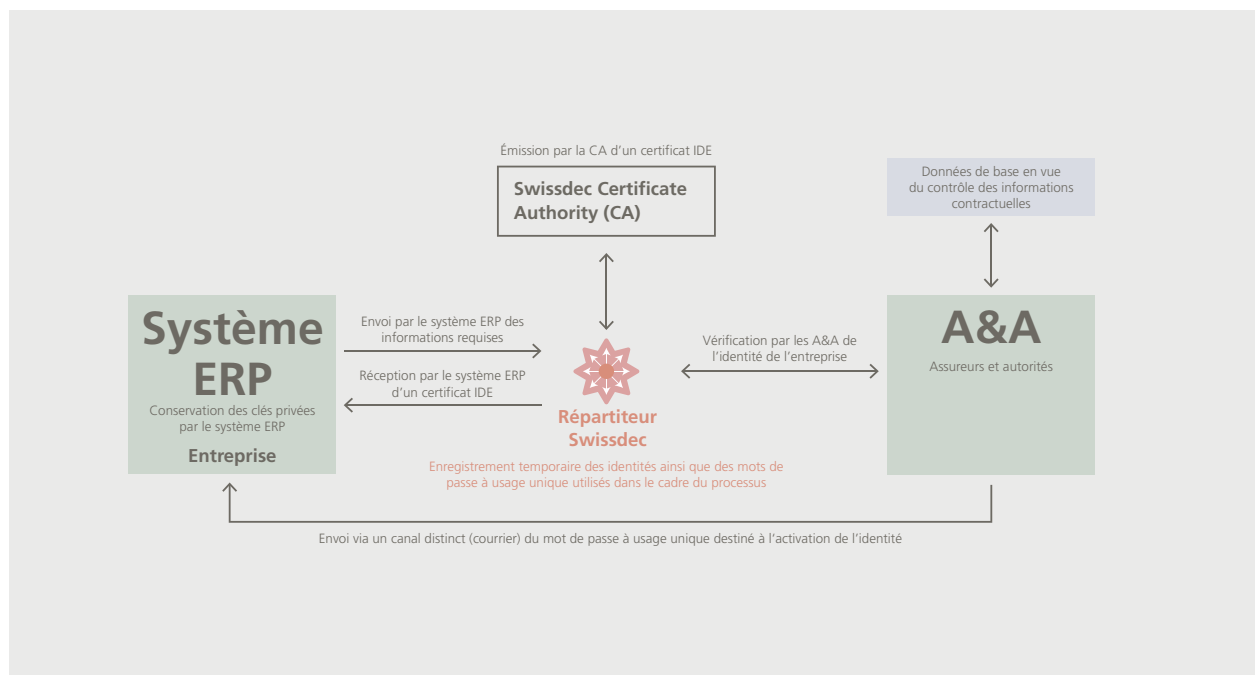 Émission par la CA d’un certificat IDE
Swissdec Certificate
Authority (CA)
Données de base en vue
du contrôle des informations
contractuelles
Système
ERP
Conservation des clés privées
par le système ERP
Entreprise
Envoi par le système ERP des
informations requises
Réception par le système ERP
d’un certificat IDE
Répartiteur
Swissdec
Enregistrement temporaire des identités ainsi que des mots de
passe à usage unique utilisés dans le cadre du processus
Vérification par les A&A de
l’identité de l’entreprise
A&A
Assureurs et autorités
Envoi via un canal distinct (courrier) du mot de passe à usage unique destiné à l’activation de l’identité